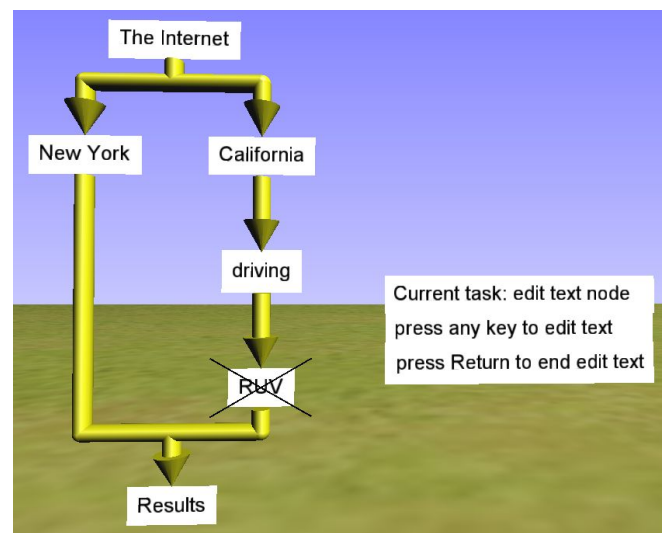 The Internet
New York
California
driving
RUV
Results
Current task: edit text node
press any key to edit text
press Return to end edit text